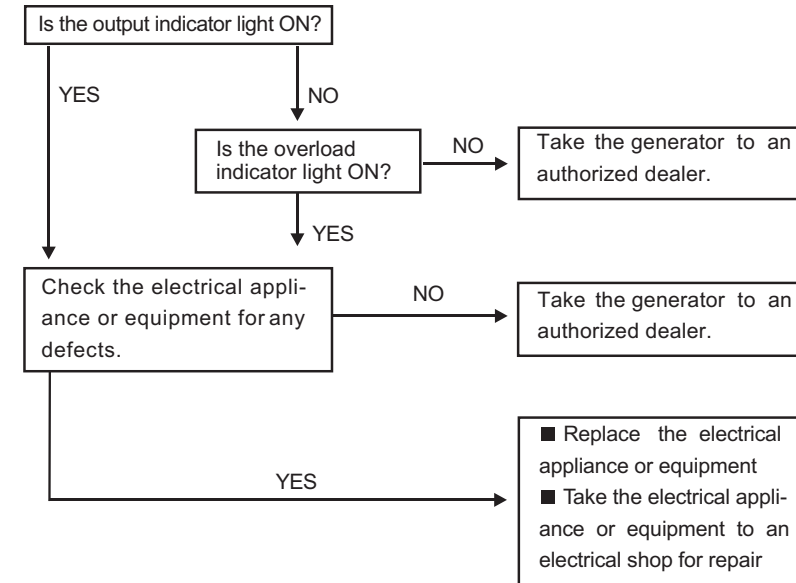 Is the output indicator light ON?
YES
NO
Is the overload
indicator light ON?
NO
Take the generator to an
authorized dealer.
YES
Check the electrical appli-
ance or equipment for any
defects.
NO
Take the generator to an
authorized dealer.
YES
■ Replace the electrical
appliance or equipment
■ Take the electrical appli-
ance or equipment to an
electrical shop for repair